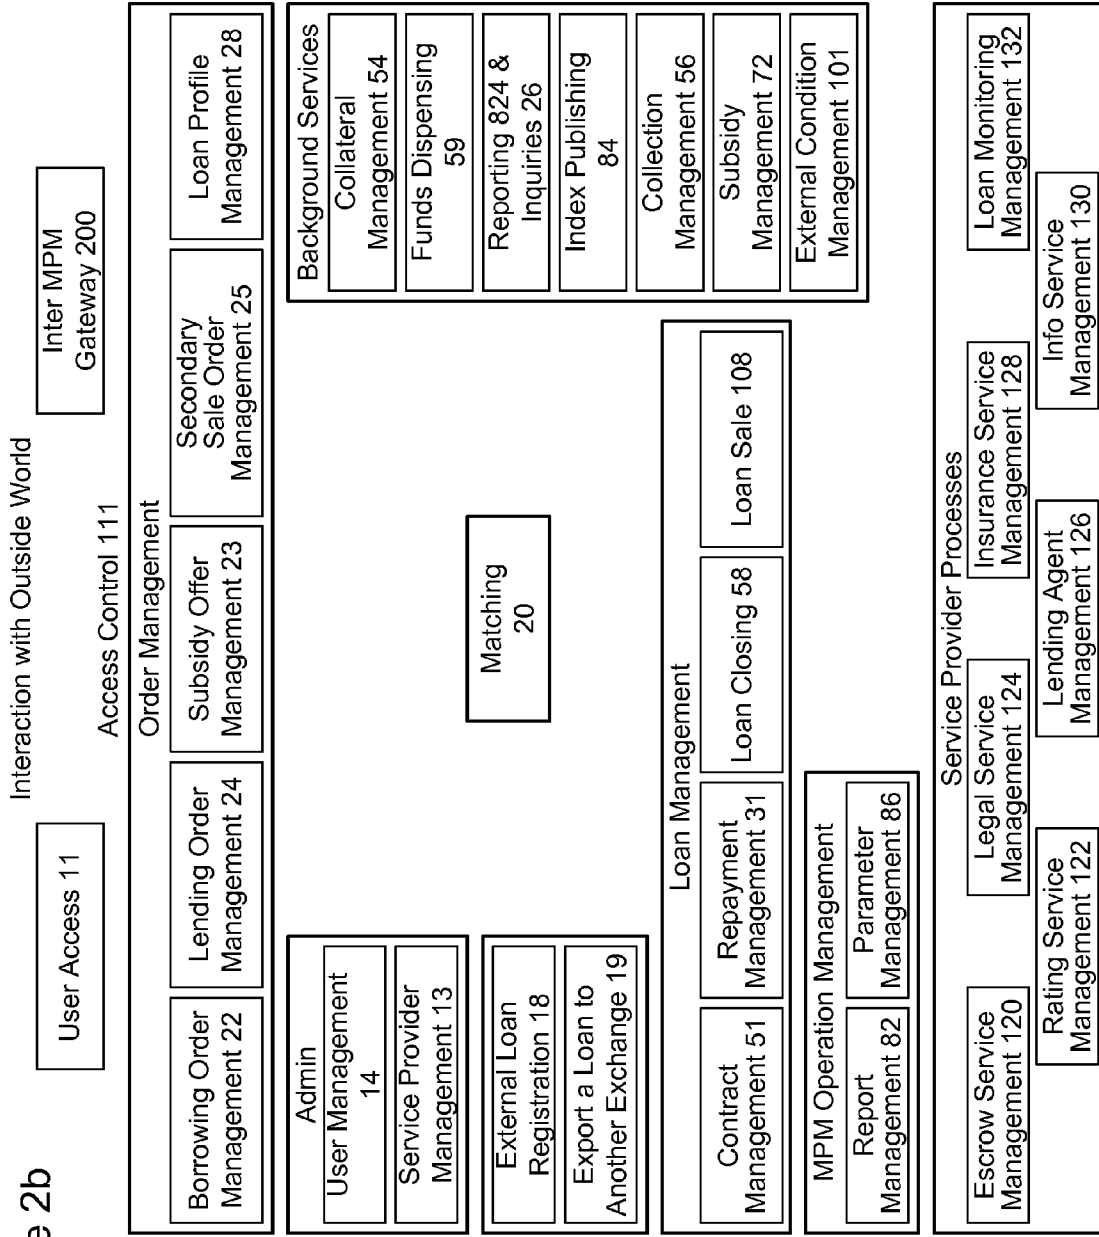 e 2b
Interaction with Outside World
User Access 11
Inter MPM
Gateway 200
Access Control 111
Order Management
Borrowing Order
Management 22
Lending Order
Management 24
Subsidy Offer
Management 23
Secondary
Sale Order
Management 25
Loan Profile
Management 28
Admin
User Management
14
Service Provider
Management 13
External Loan
Registration 18
Export a Loan to
Another Exchange 19
Matching
20
Background Services
Collateral
Management 54
Funds Dispensing
59
Reporting 824 &
Inquiries 26
Index Publishing
84
Collection
Management 56
Subsidy
Management 72
External Condition
Management 101
Loan Management
Contract
Management 51
Repayment
Management 31
Loan Closing 58
Loan Sale 108
MPM Operation Management
Report
Management 82
Parameter
Management 86
Service Provider Processes
Escrow Service
Management 120
Legal Service
Management 124
Insurance Service
Management 128
Loan Monitoring
Management 132
Rating Service
Management 122
Lending Agent
Management 126
Info Service
Management 130